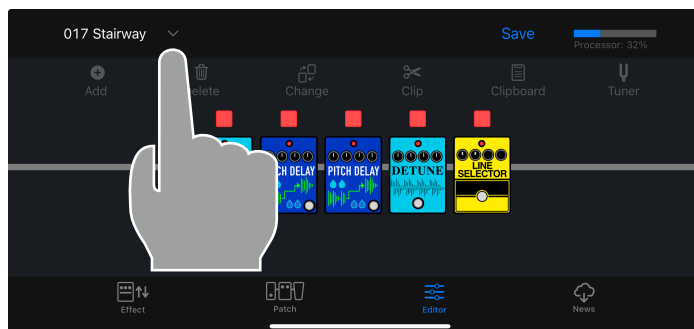 017 Stairway
Save
Processor: 32%
Add
Change
Clip
Clipboard
Tuner
PITCH DELAY
DETUNE
LINE
SELECTOR
Effect
Patch
Editor
News